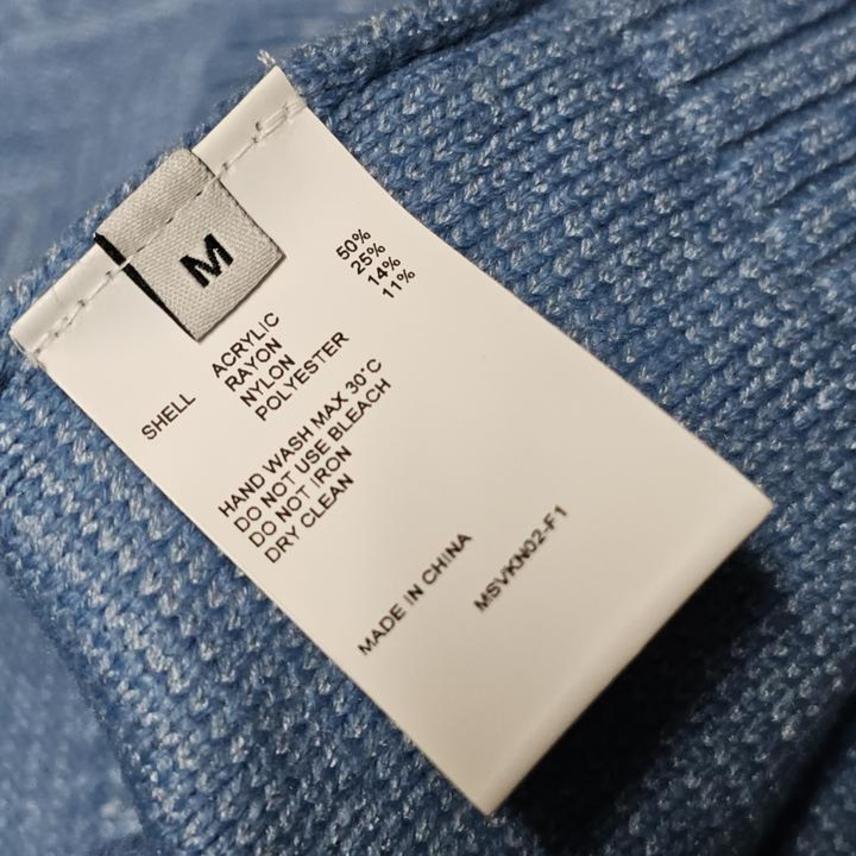 M
SHELL ACRYLIC 50%
RAYON 25%
NYLON 14%
POLYESTER 11%
HAND WASH MAX 30°C
DO NOT USE BLEACH
DO NOT IRON
DRY CLEAN
MADE IN CHINA
MSVKN02-F1